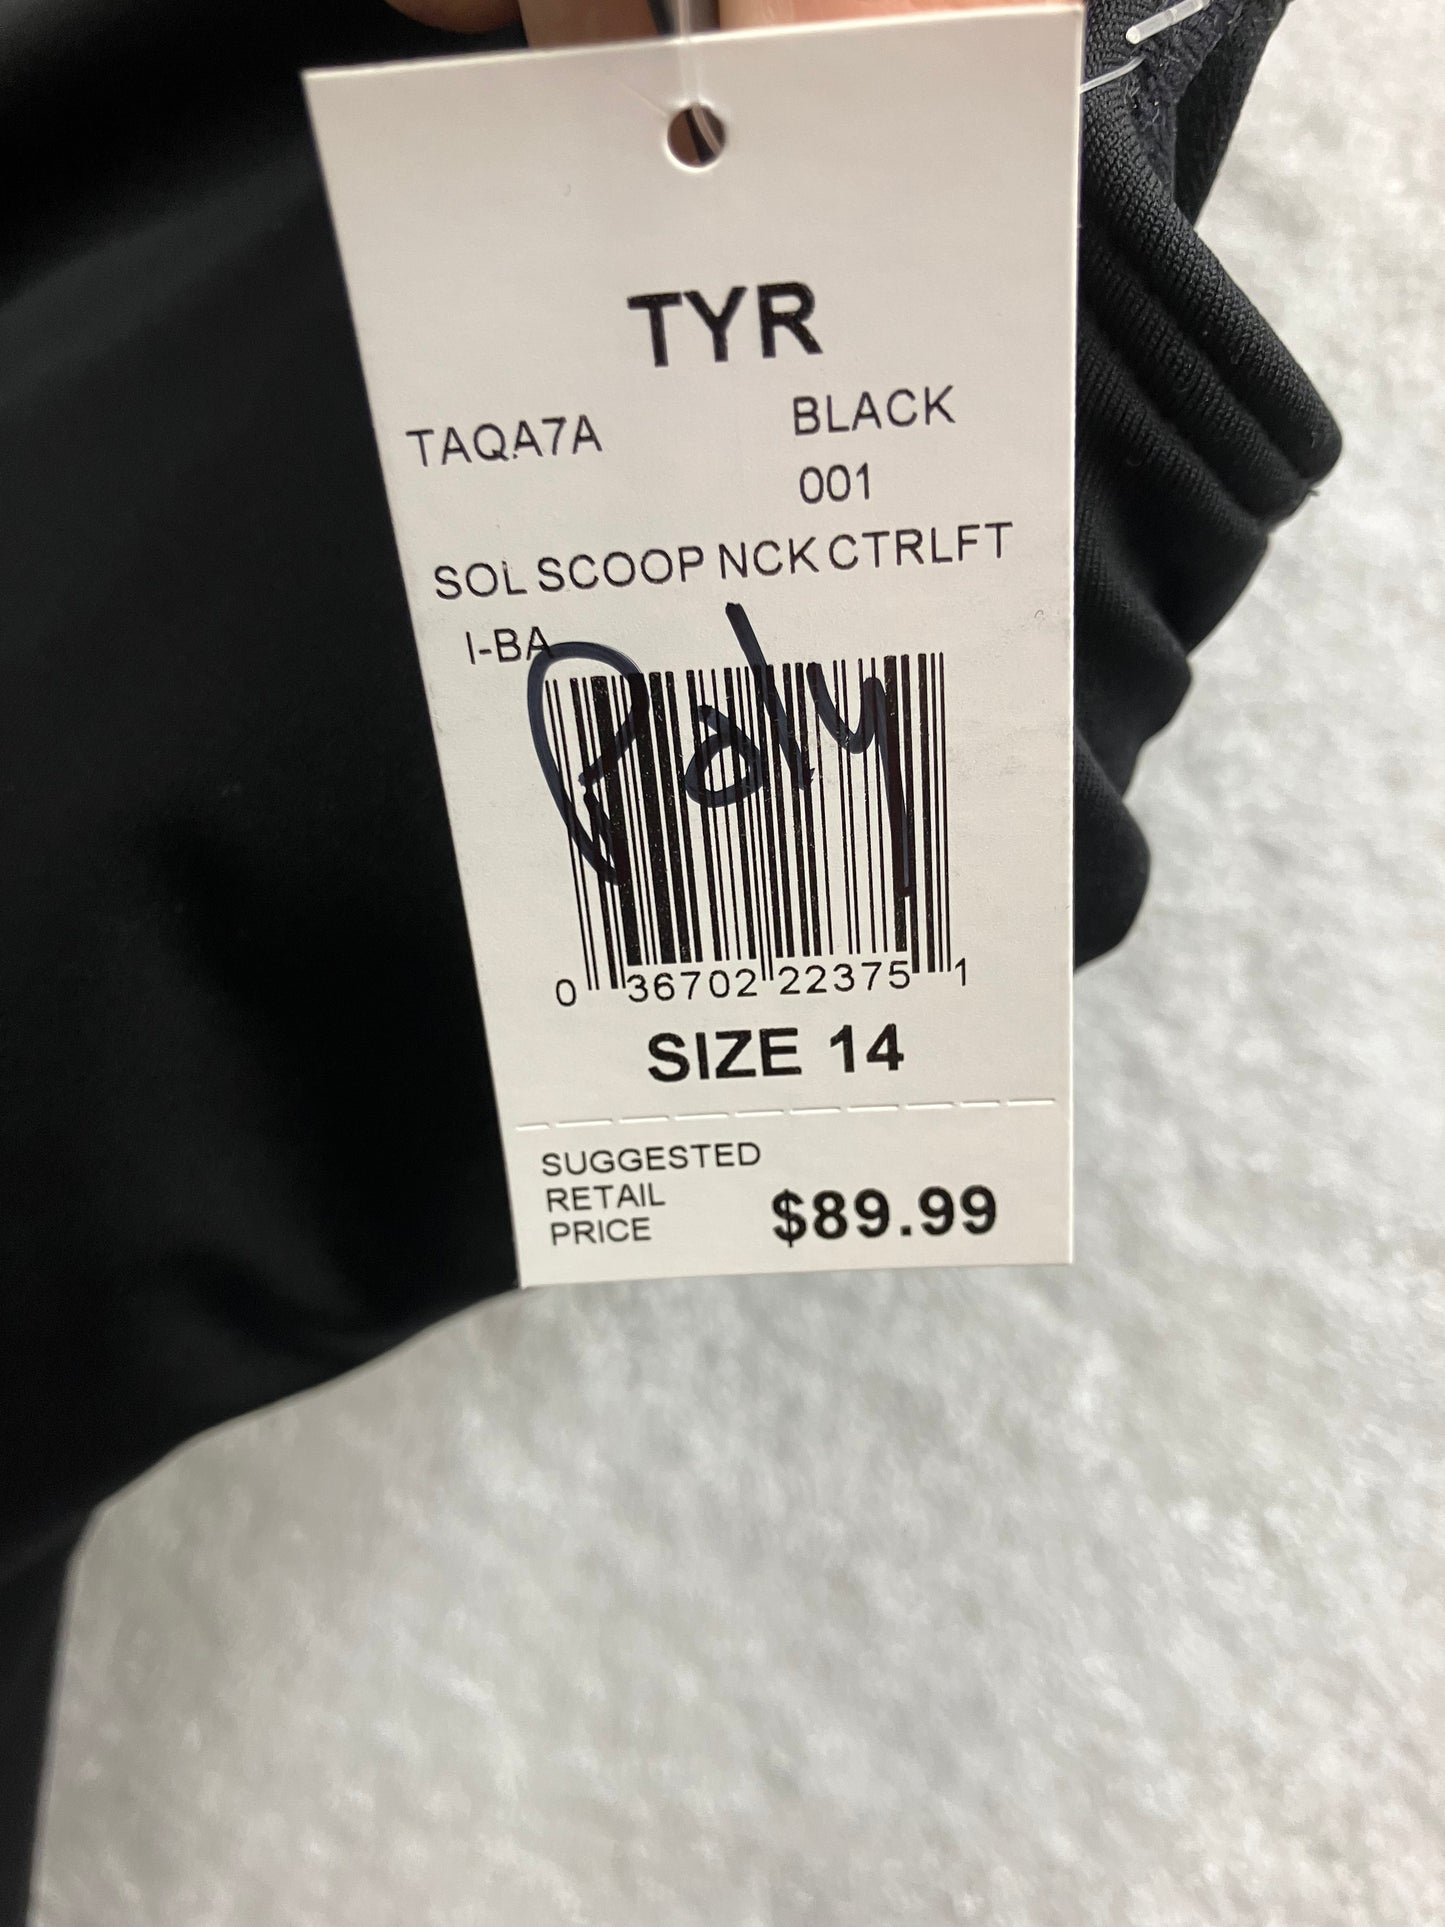 TYR
TAQA7A BLACK
001
SOL SCOOP NCK CTRLFT
I-BA
Poly
0 36702 22375 1
SIZE 14
SUGGESTED
RETAIL
PRICE $89.99